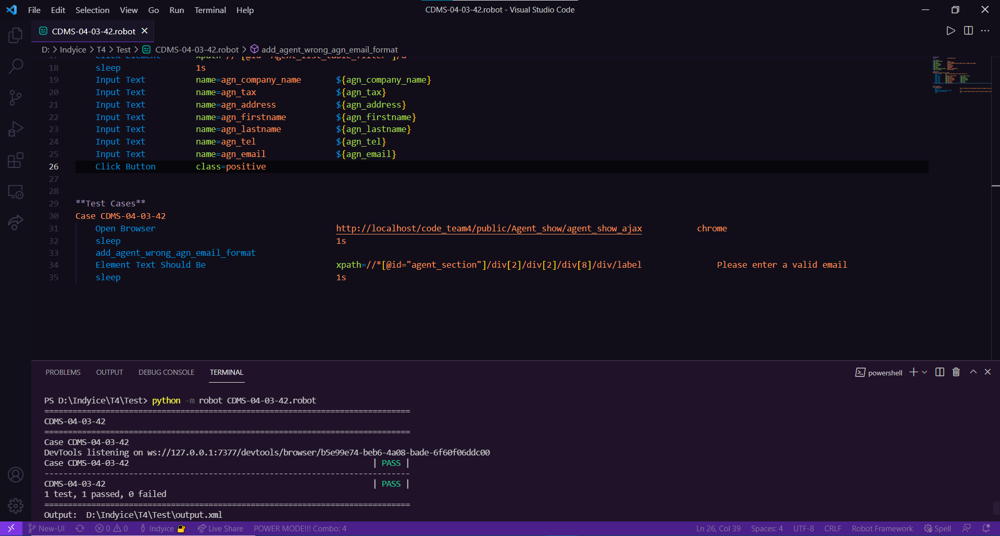 File Edit Selection View Go Run Terminal Help
CDMS-04-03-42.robot - Visual Studio Code
CDMS-04-03-42.robot
D: > Indyice > T4 > Test > CDMS-04-03-42.robot > add_agent_wrong_agn_email_format
Click Element xpath=//*[@id="Agent_list_table_filter"]/a
18 sleep 1s
19 Input Text name=agn_company_name ${agn_company_name}
20 Input Text name=agn_tax ${agn_tax}
21 Input Text name=agn_address ${agn_address}
22 Input Text name=agn_firstname ${agn_firstname}
23 Input Text name=agn_lastname ${agn_lastname}
24 Input Text name=agn_tel ${agn_tel}
25 Input Text name=agn_email ${agn_email}
26 Click Button class=positive
27
28
29 **Test Cases**
30 Case CDMS-04-03-42
31 Open Browser http://localhost/code_team4/public/Agent_show/agent_show_ajax chrome
32 sleep 1s
33 add_agent_wrong_agn_email_format
34 Element Text Should Be xpath=//*[@id="agent_section"]/div[2]/div[2]/div[8]/div/label Please enter a valid email
35 sleep 1s
PROBLEMS OUTPUT DEBUG CONSOLE TERMINAL
powershell
PS D:\Indyice\T4\Test> python -m robot CDMS-04-03-42.robot
==============================================================================
CDMS-04-03-42
==============================================================================
Case CDMS-04-03-42
DevTools listening on ws://127.0.0.1:7377/devtools/browser/b5e99e74-beb6-4a08-bade-6f60f06ddc00
Case CDMS-04-03-42 | PASS |
------------------------------------------------------------------------------
CDMS-04-03-42 | PASS |
1 test, 1 passed, 0 failed
==============================================================================
Output: D:\Indyice\T4\Test\output.xml
New-UI 0 0 Indyice Live Share POWER MODE!!! Combo: 4 Ln 26, Col 39 Spaces: 4 UTF-8 CRLF Robot Framework Spell